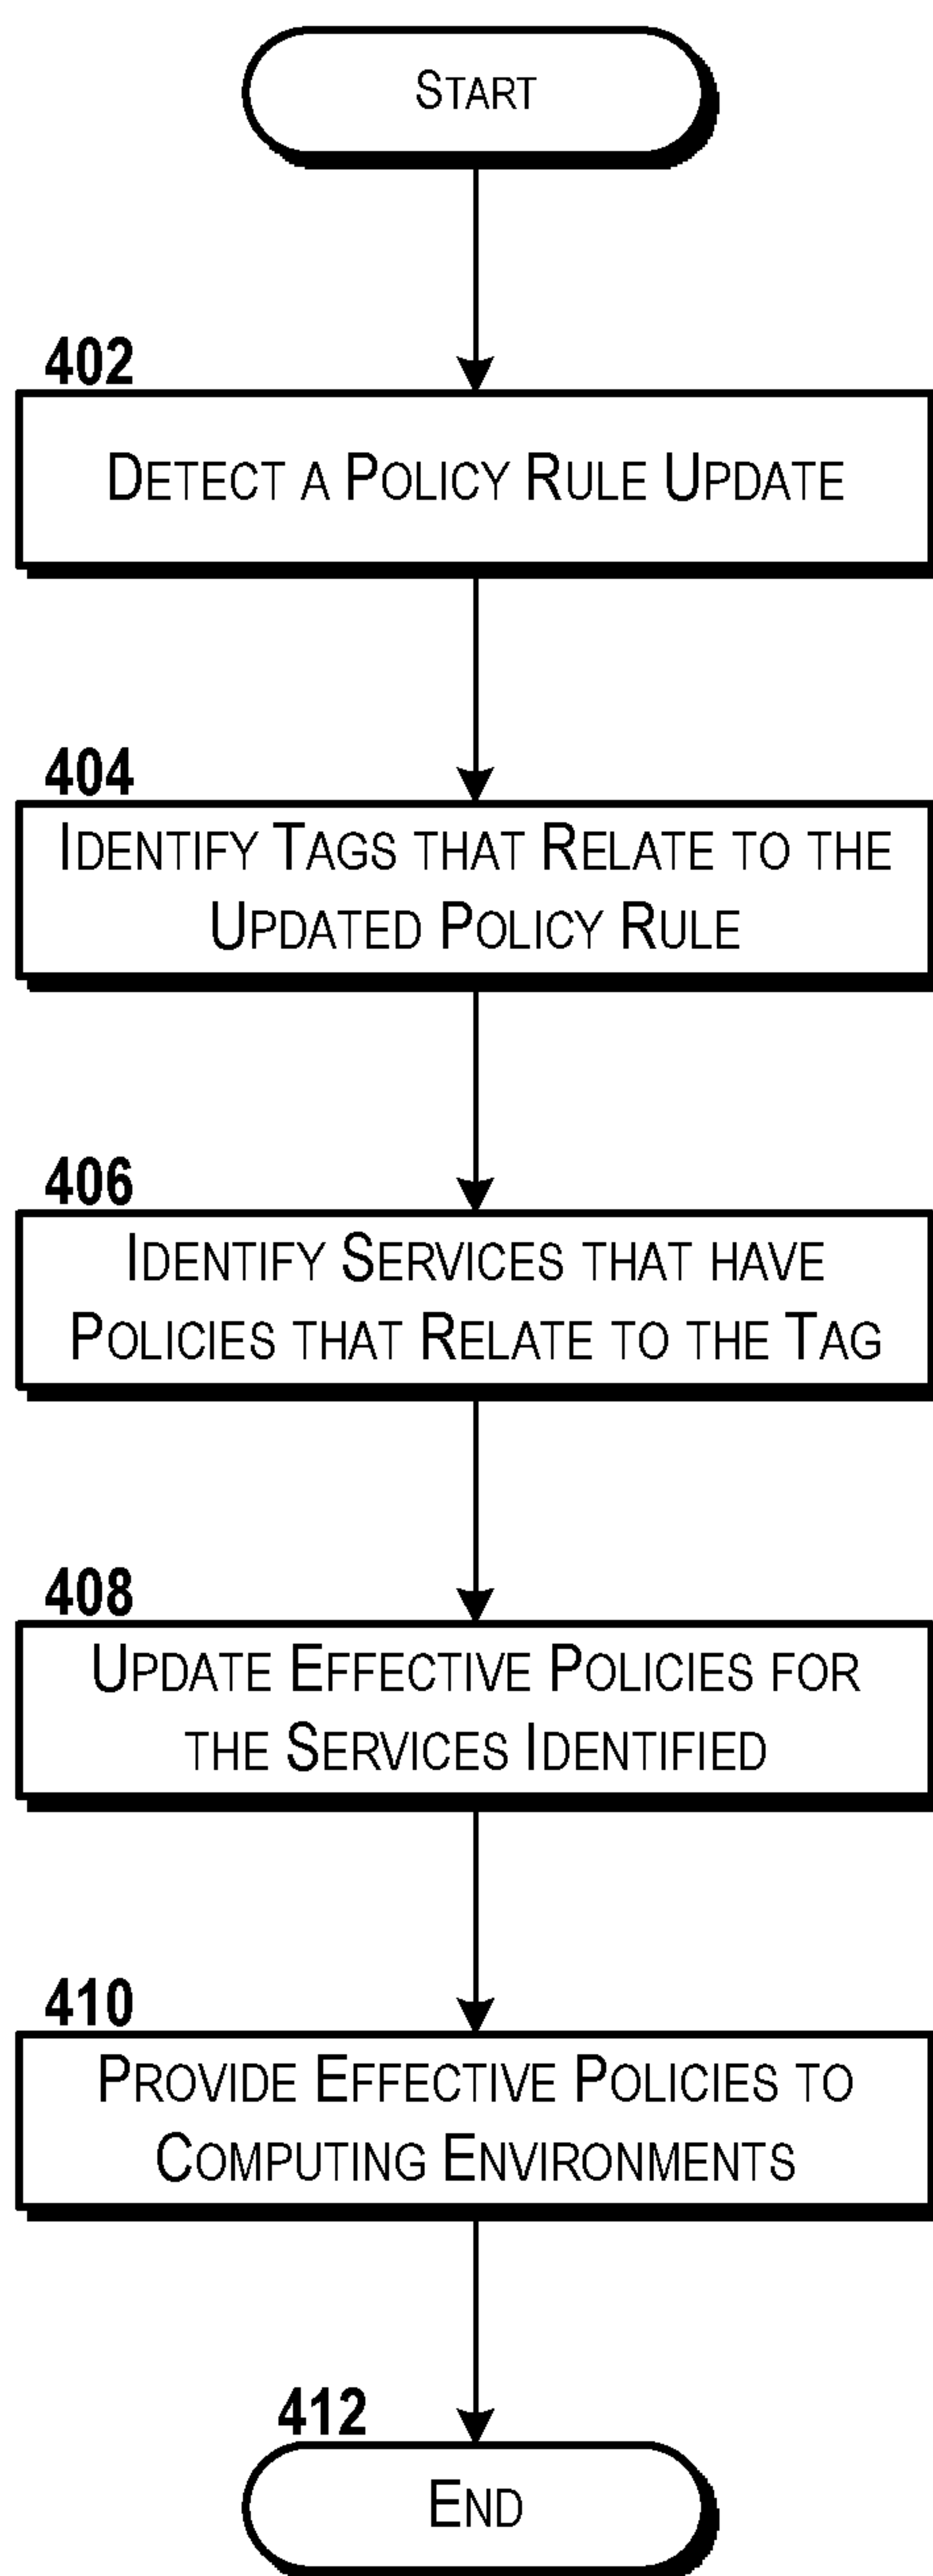 START
402
DETECT A POLICY RULE UPDATE
404
IDENTIFY TAGS THAT RELATE TO THE
UPDATED POLICY RULE
406
IDENTIFY SERVICES THAT HAVE
POLICIES THAT RELATE TO THE TAG
408
UPDATE EFFECTIVE POLICIES FOR
THE SERVICES IDENTIFIED
410
PROVIDE EFFECTIVE POLICIES TO
COMPUTING ENVIRONMENTS
412
END